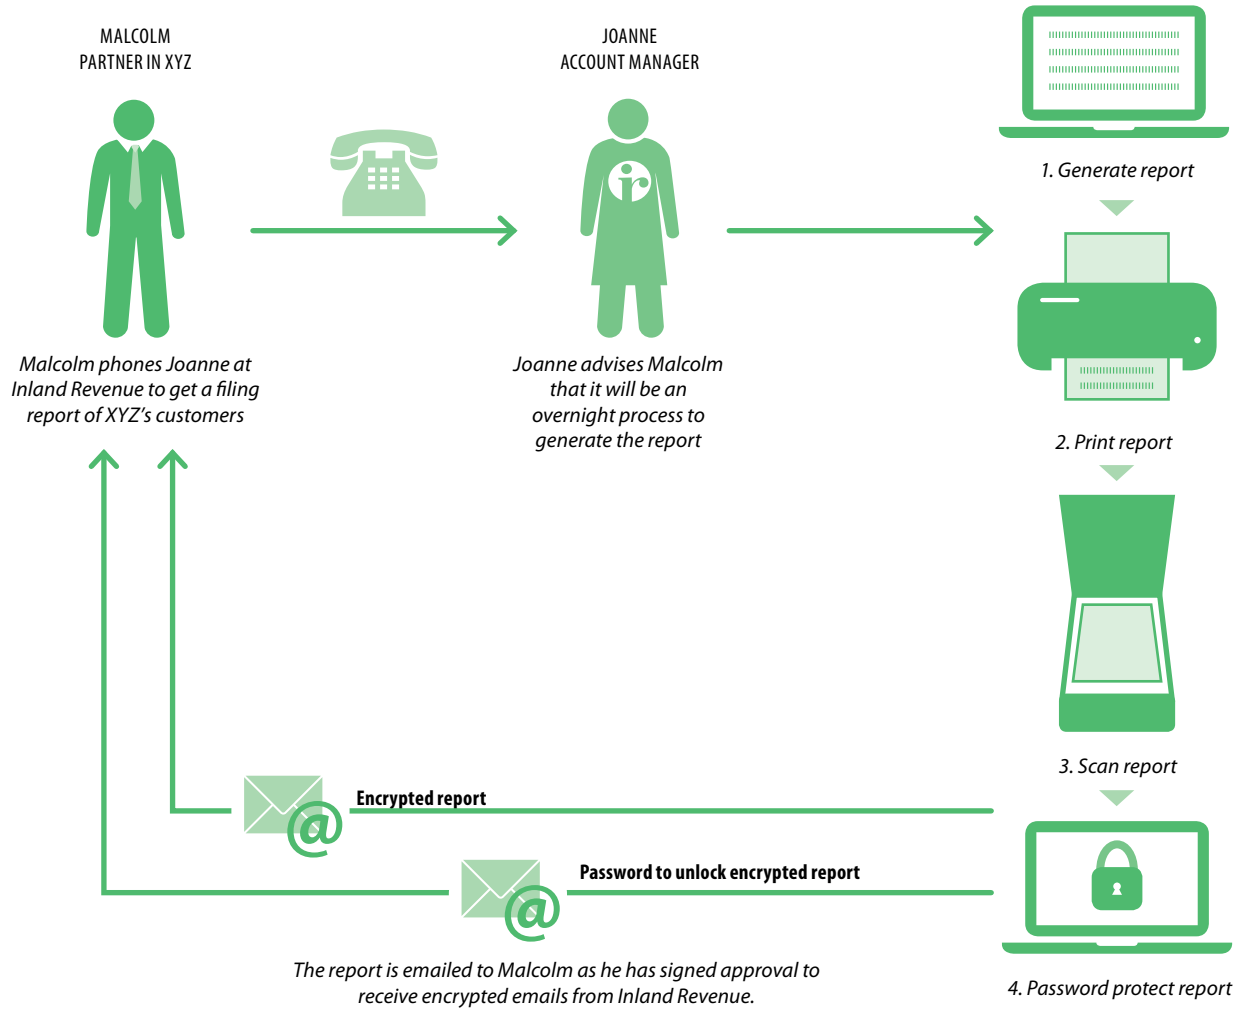 MALCOLM
PARTNER IN XYZ
JOANNE
ACCOUNT MANAGER
ir
Malcolm phones Joanne at
Inland Revenue to get a filing
report of XYZ’s customers
Joanne advises Malcolm
that it will be an
overnight process to
generate the report
1. Generate report
2. Print report
3. Scan report
4. Password protect report
@
Encrypted report
@
Password to unlock encrypted report
The report is emailed to Malcolm as he has signed approval to
receive encrypted emails from Inland Revenue.